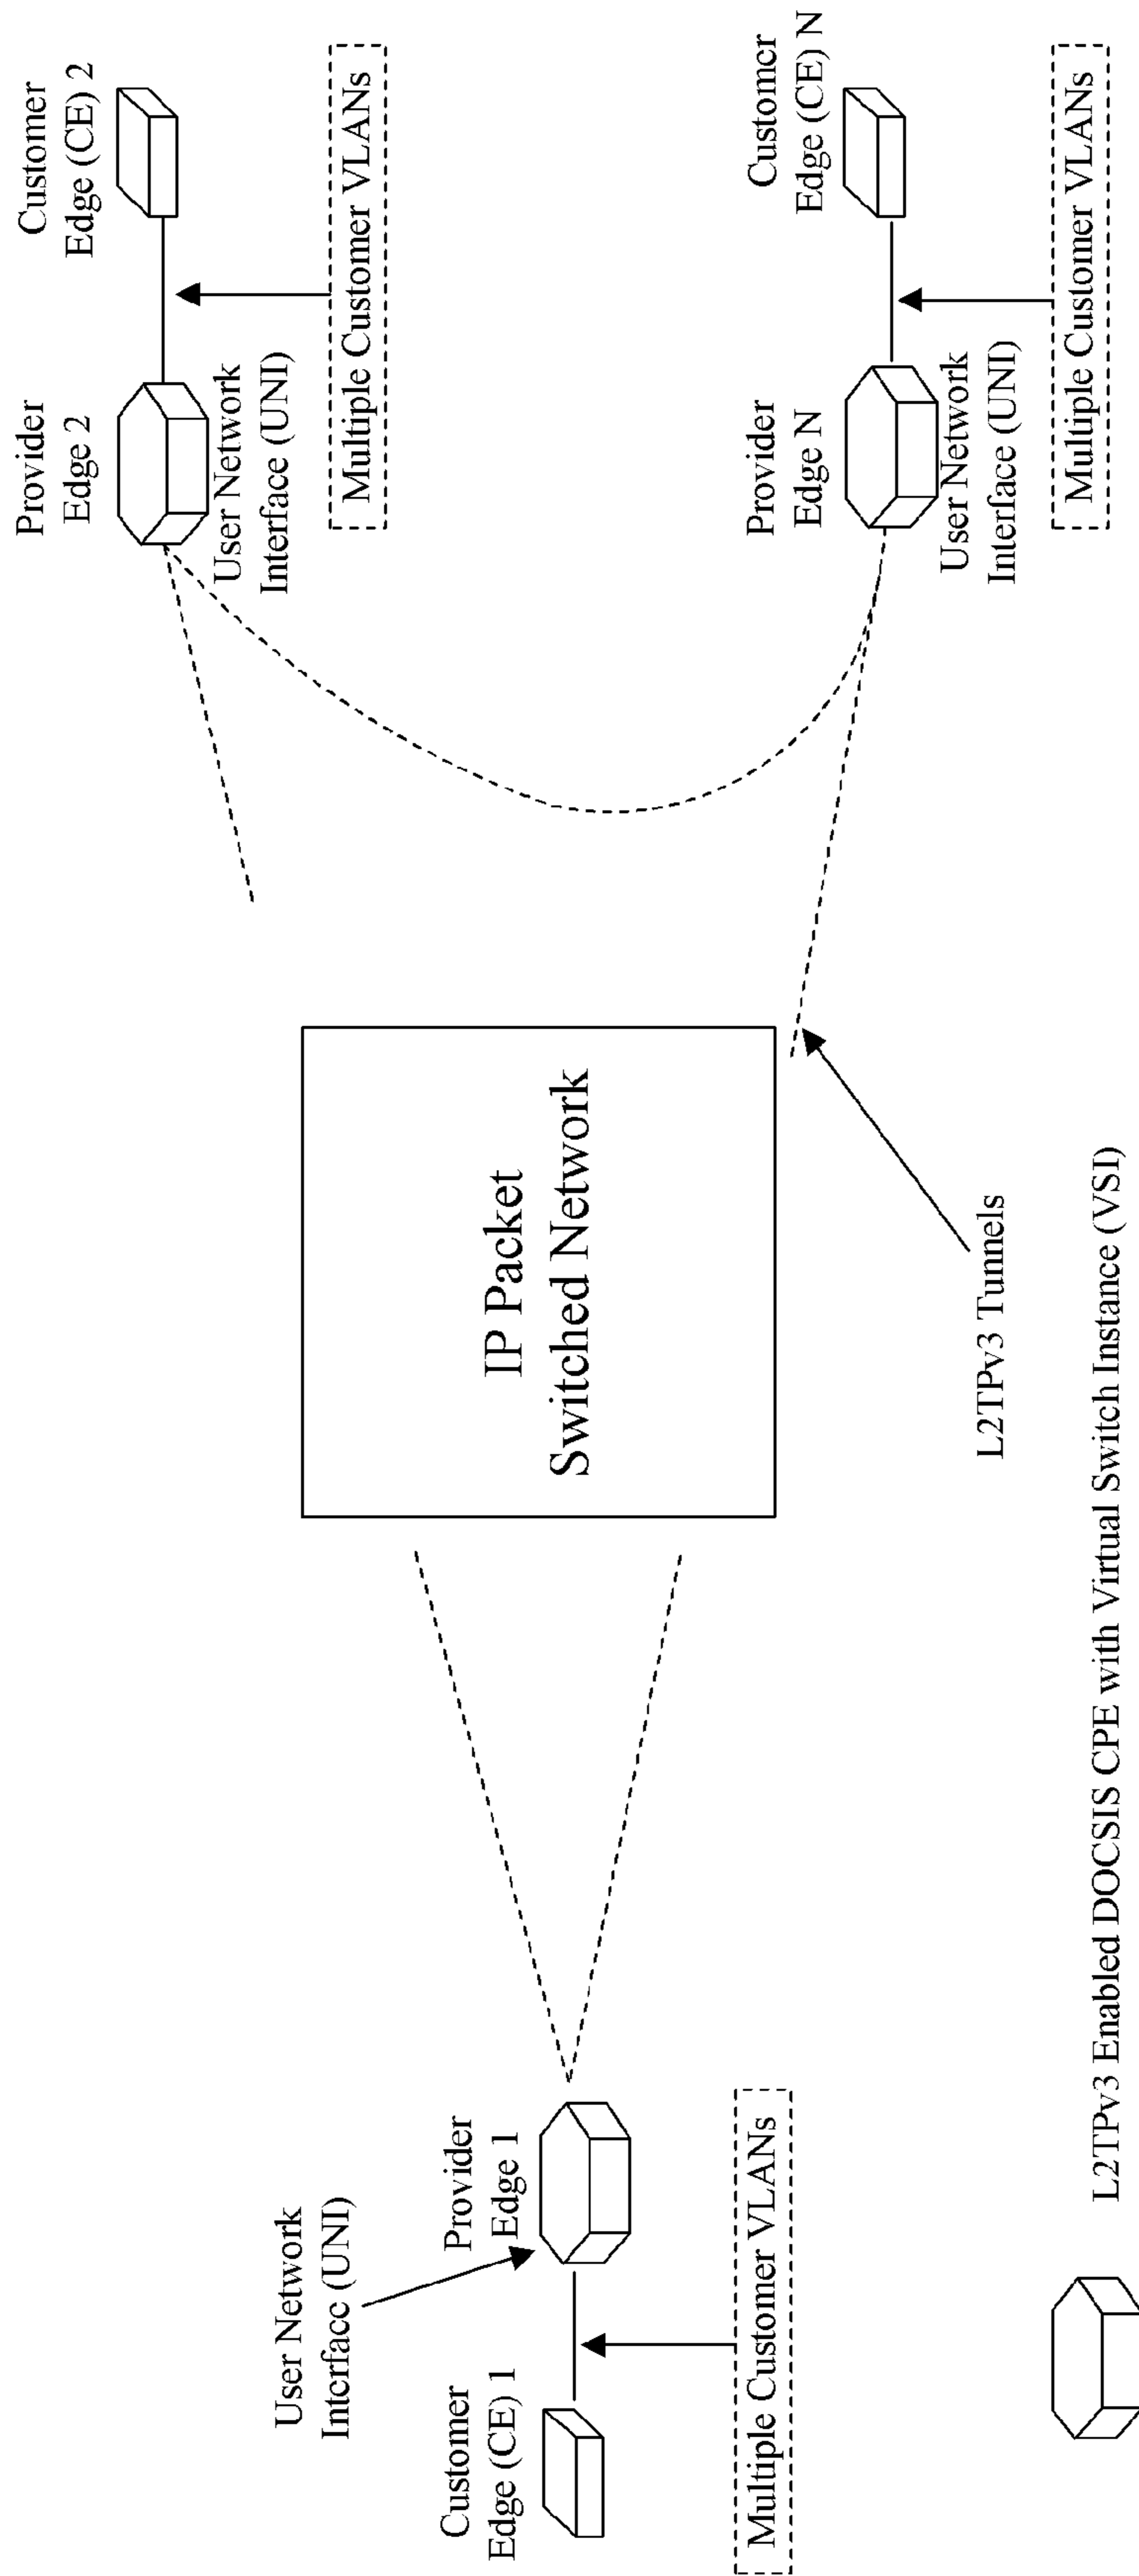 User Network
Interface (UNI)
Customer
Edge (CE) 1
Provider
Edge 1
Multiple Customer VLANs
IP Packet
Switched Network
L2TPv3 Tunnels
Provider
Edge 2
Customer
Edge (CE) 2
User Network
Interface (UNI)
Multiple Customer VLANs
Provider
Edge N
Customer
Edge (CE) N
User Network
Interface (UNI)
Multiple Customer VLANs
L2TPv3 Enabled DOCSIS CPE with Virtual Switch Instance (VSI)